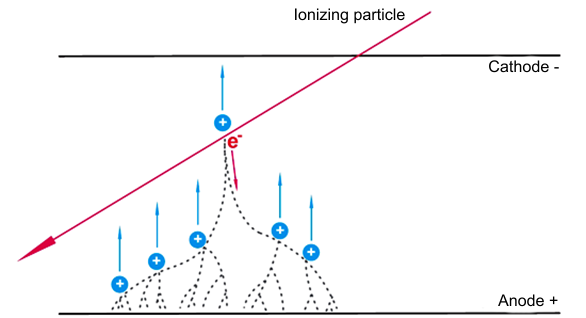 Ionizing particle
Cathode -
+
e-
+
+
+
+
+
Anode +